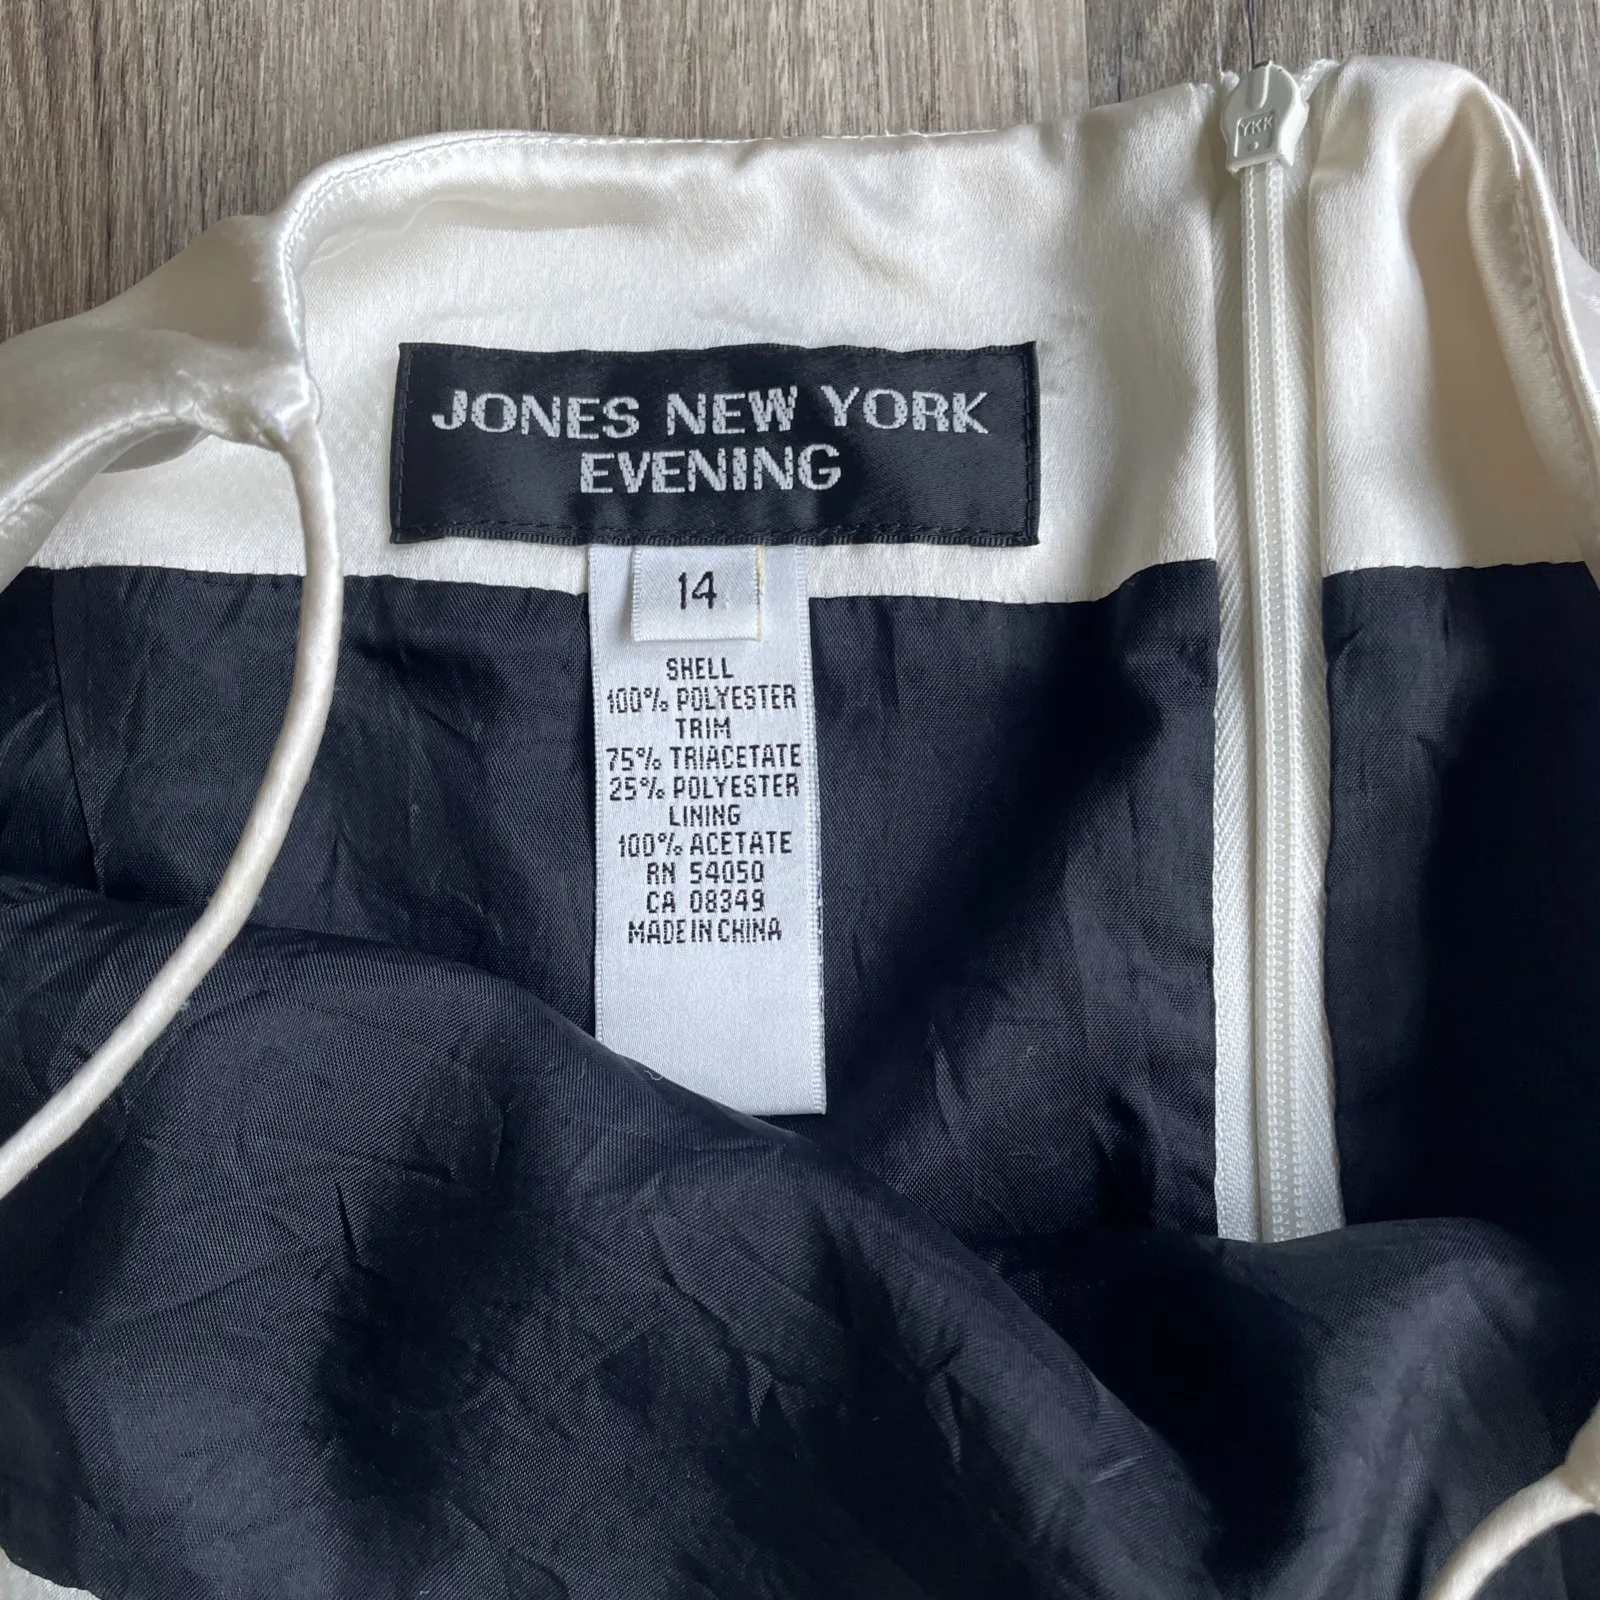 YKK
JONES NEW YORK
EVENING
14
SHELL
100% POLYESTER
TRIM
75% TRIACETATE
25% POLYESTER
LINING
100% ACETATE
RN 54050
CA 08349
MADE IN CHINA